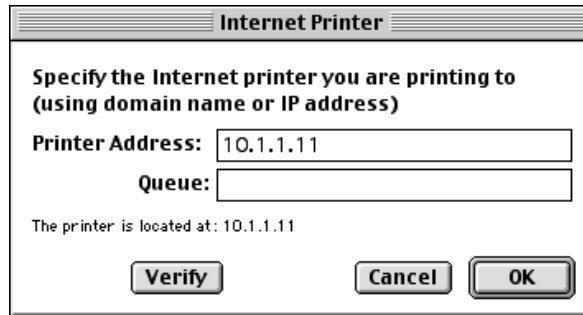 Internet Printer
Specify the Internet printer you are printing to
(using domain name or IP address)
Printer Address: 10.1.1.11
Queue:
The printer is located at: 10.1.1.11
Verify Cancel OK